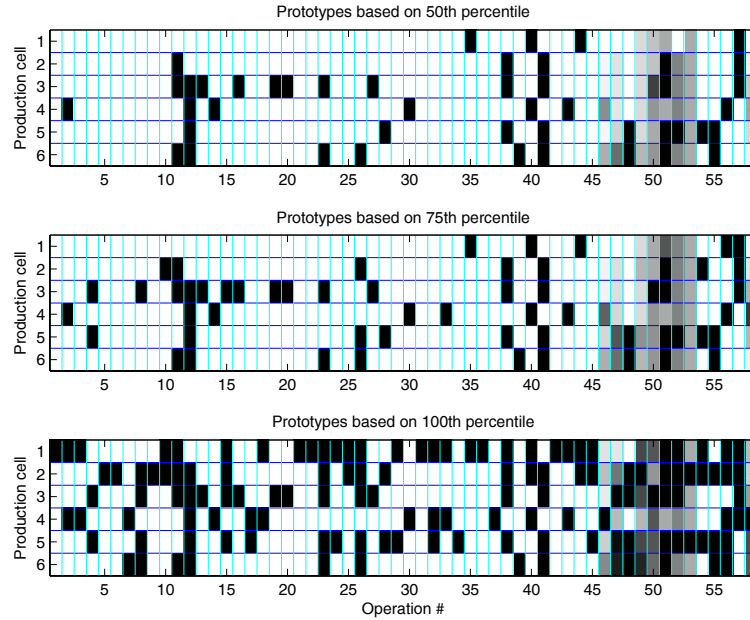 Prototypes based on 50th percentile
Production cell
1
2
3
4
5
6
5 10 15 20 25 30 35 40 45 50 55
Prototypes based on 75th percentile
Production cell
1
2
3
4
5
6
5 10 15 20 25 30 35 40 45 50 55
Prototypes based on 100th percentile
Production cell
1
2
3
4
5
6
5 10 15 20 25 30 35 40 45 50 55
Operation #